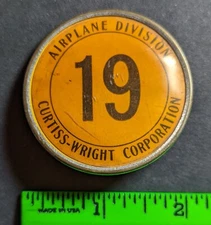 AIRPLANE DIVISION
19
CURTISS-WRIGHT CORPORATION
1 2